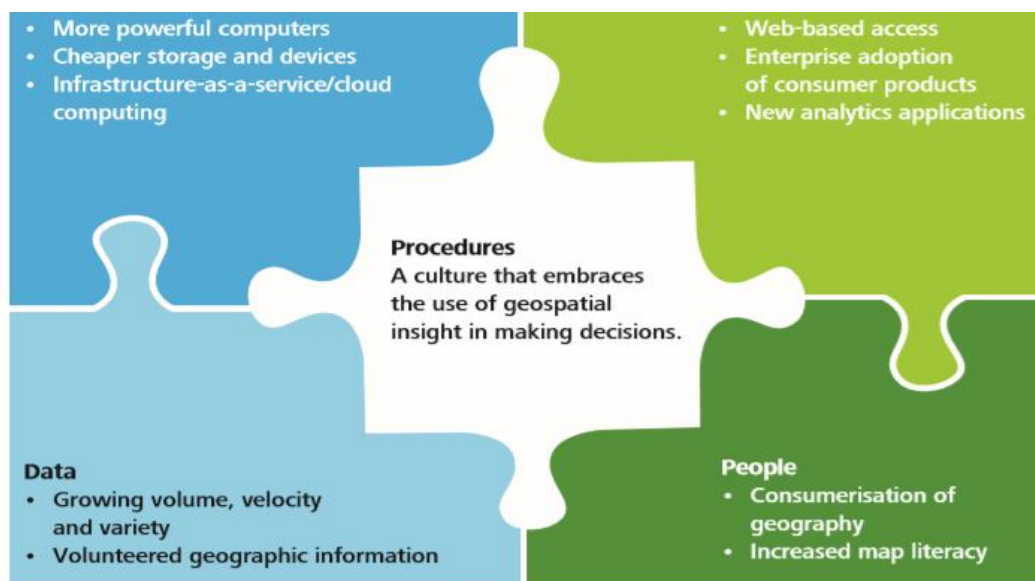 • More powerful computers
• Cheaper storage and devices
• Infrastructure-as-a-service/cloud
computing
• Web-based access
• Enterprise adoption
of consumer products
• New analytics applications
Procedures
A culture that embraces
the use of geospatial
insight in making decisions.
Data
• Growing volume, velocity
and variety
• Volunteered geographic information
People
• Consumerisation of
geography
• Increased map literacy